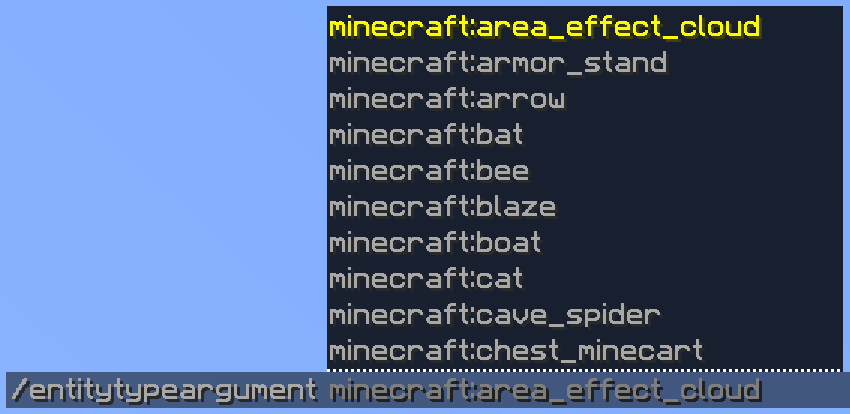 minecraft:area_effect_cloud
minecraft:armor_stand
minecraft:arrow
minecraft:bat
minecraft:bee
minecraft:blaze
minecraft:boat
minecraft:cat
minecraft:cave_spider
minecraft:chest_minecart
/entitytypeargument minecraft:area_effect_cloud